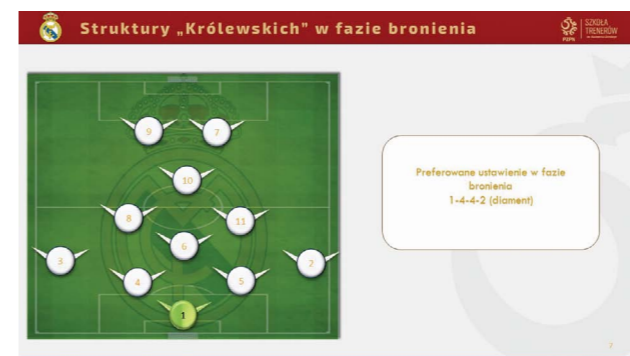 Struktury „Królewskich” w fazie bronienia
PZPN
SZKOŁA
TRENERÓW
9 7
10
8 11
6
3 2
4 5
1
Preferowane ustawienie w fazie
bronienia
1-4-4-2 (diament)
7